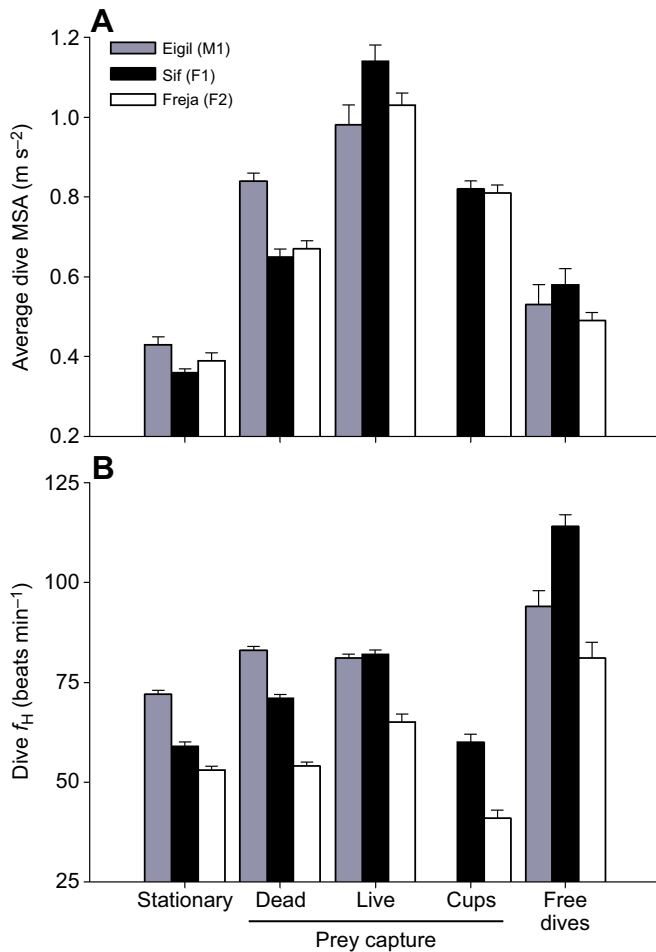 A
Average dive MSA (m s⁻²)
1.2
1.0
0.8
0.6
0.4
0.2
Eigil (M1)
Sif (F1)
Freja (F2)
B
Dive fH (beats min⁻¹)
125
100
75
50
25
Stationary Dead Live Cups Free dives
Prey capture